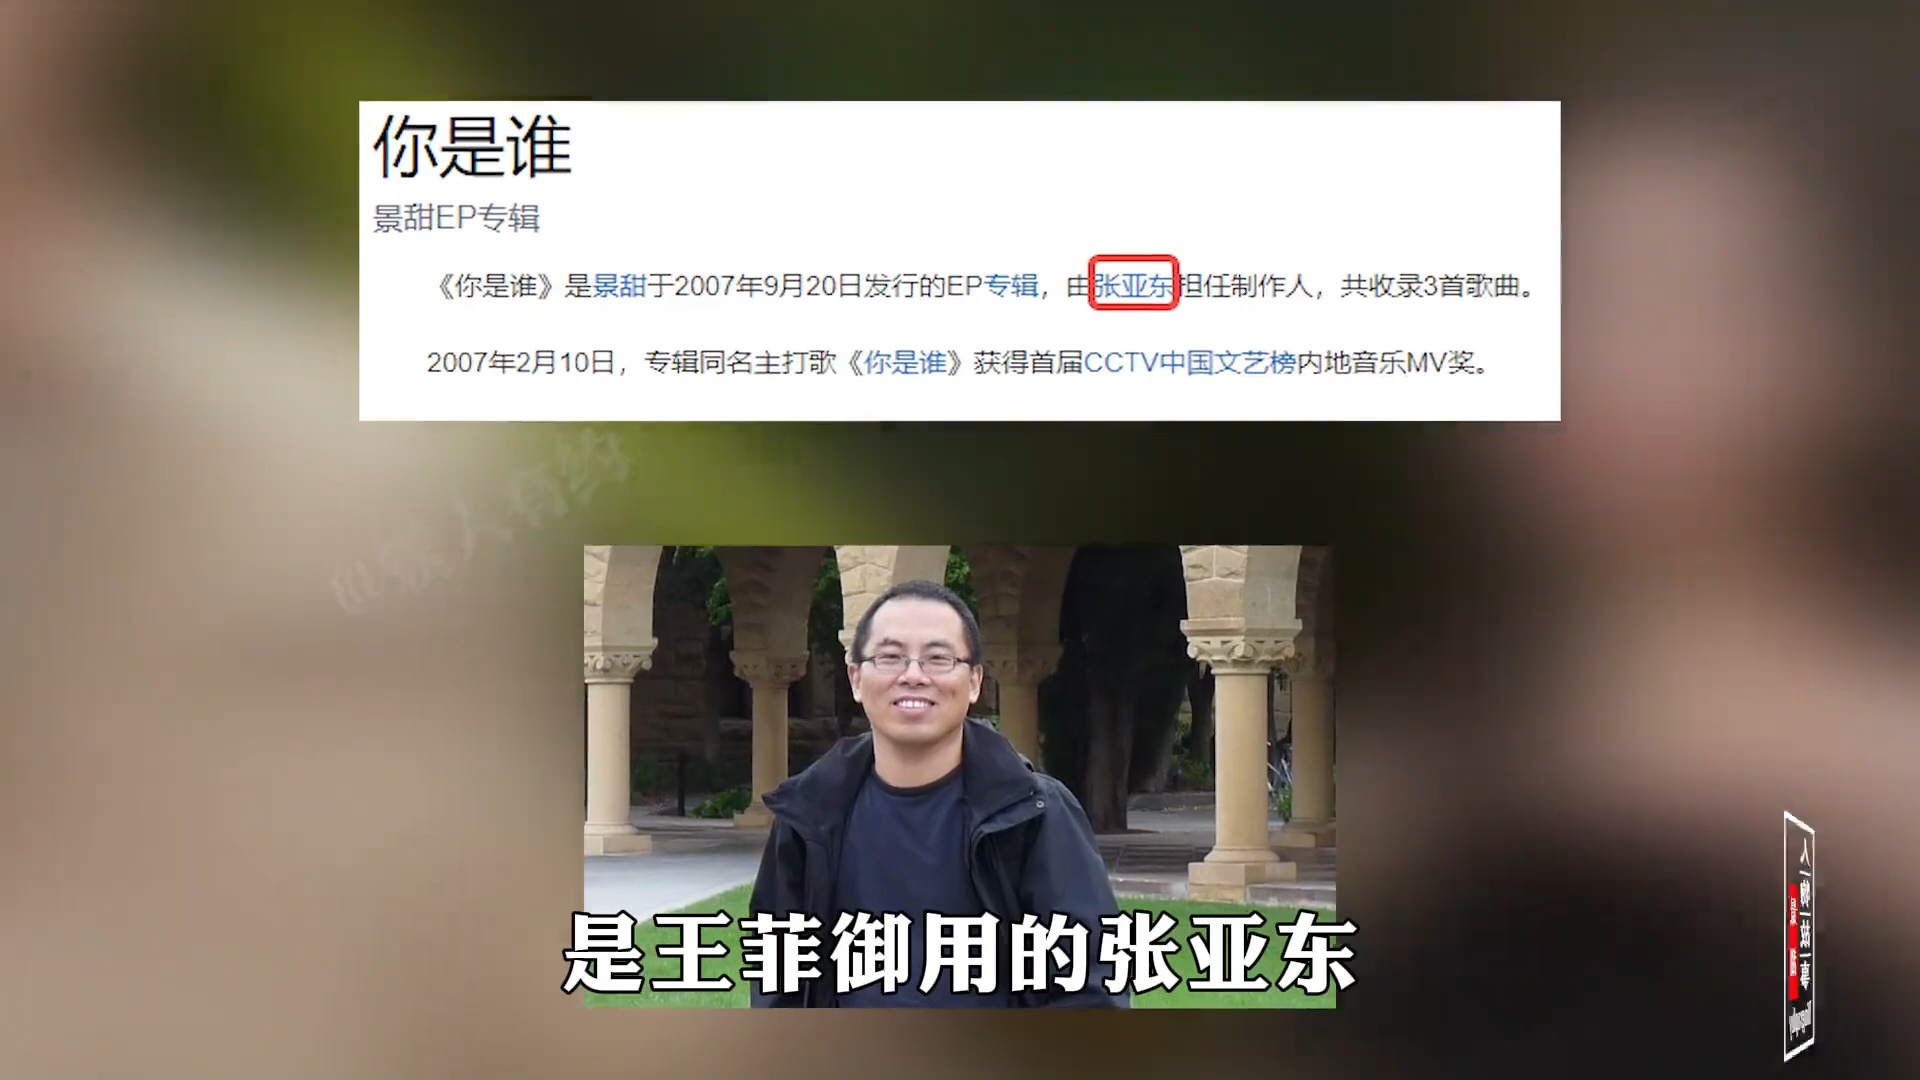 你是谁
景甜EP专辑
《你是谁》是景甜于2007年9月20日发行的EP专辑，由张亚东担任制作人，共收录3首歌曲。
2007年2月10日，专辑同名主打歌《你是谁》获得首届CCTV中国文艺榜内地音乐MV奖。
是王菲御用的张亚东